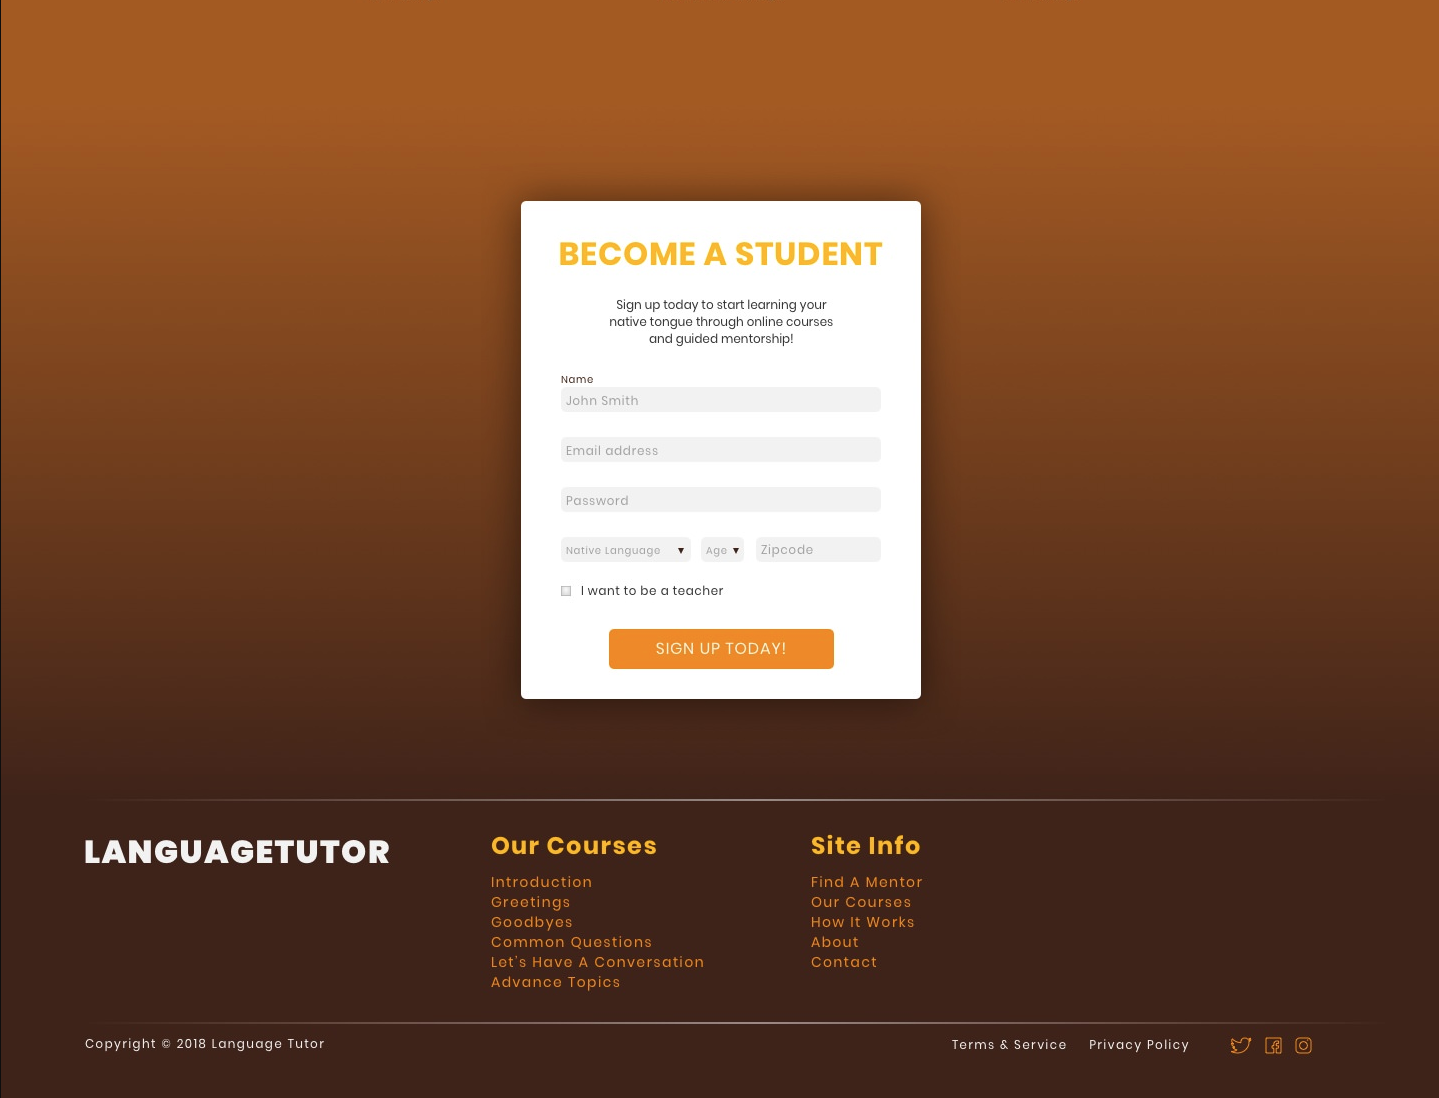 BECOME A STUDENT
Sign up today to start learning your
native tongue through online courses
and guided mentorship!
Name
John Smith
Email address
Password
Native Language ▼ Age ▼ Zipcode
I want to be a teacher
SIGN UP TODAY!
LANGUAGETUTOR
Our Courses
Introduction
Greetings
Goodbyes
Common Questions
Let's Have A Conversation
Advance Topics
Site Info
Find A Mentor
Our Courses
How It Works
About
Contact
Copyright © 2018 Language Tutor
Terms & Service Privacy Policy